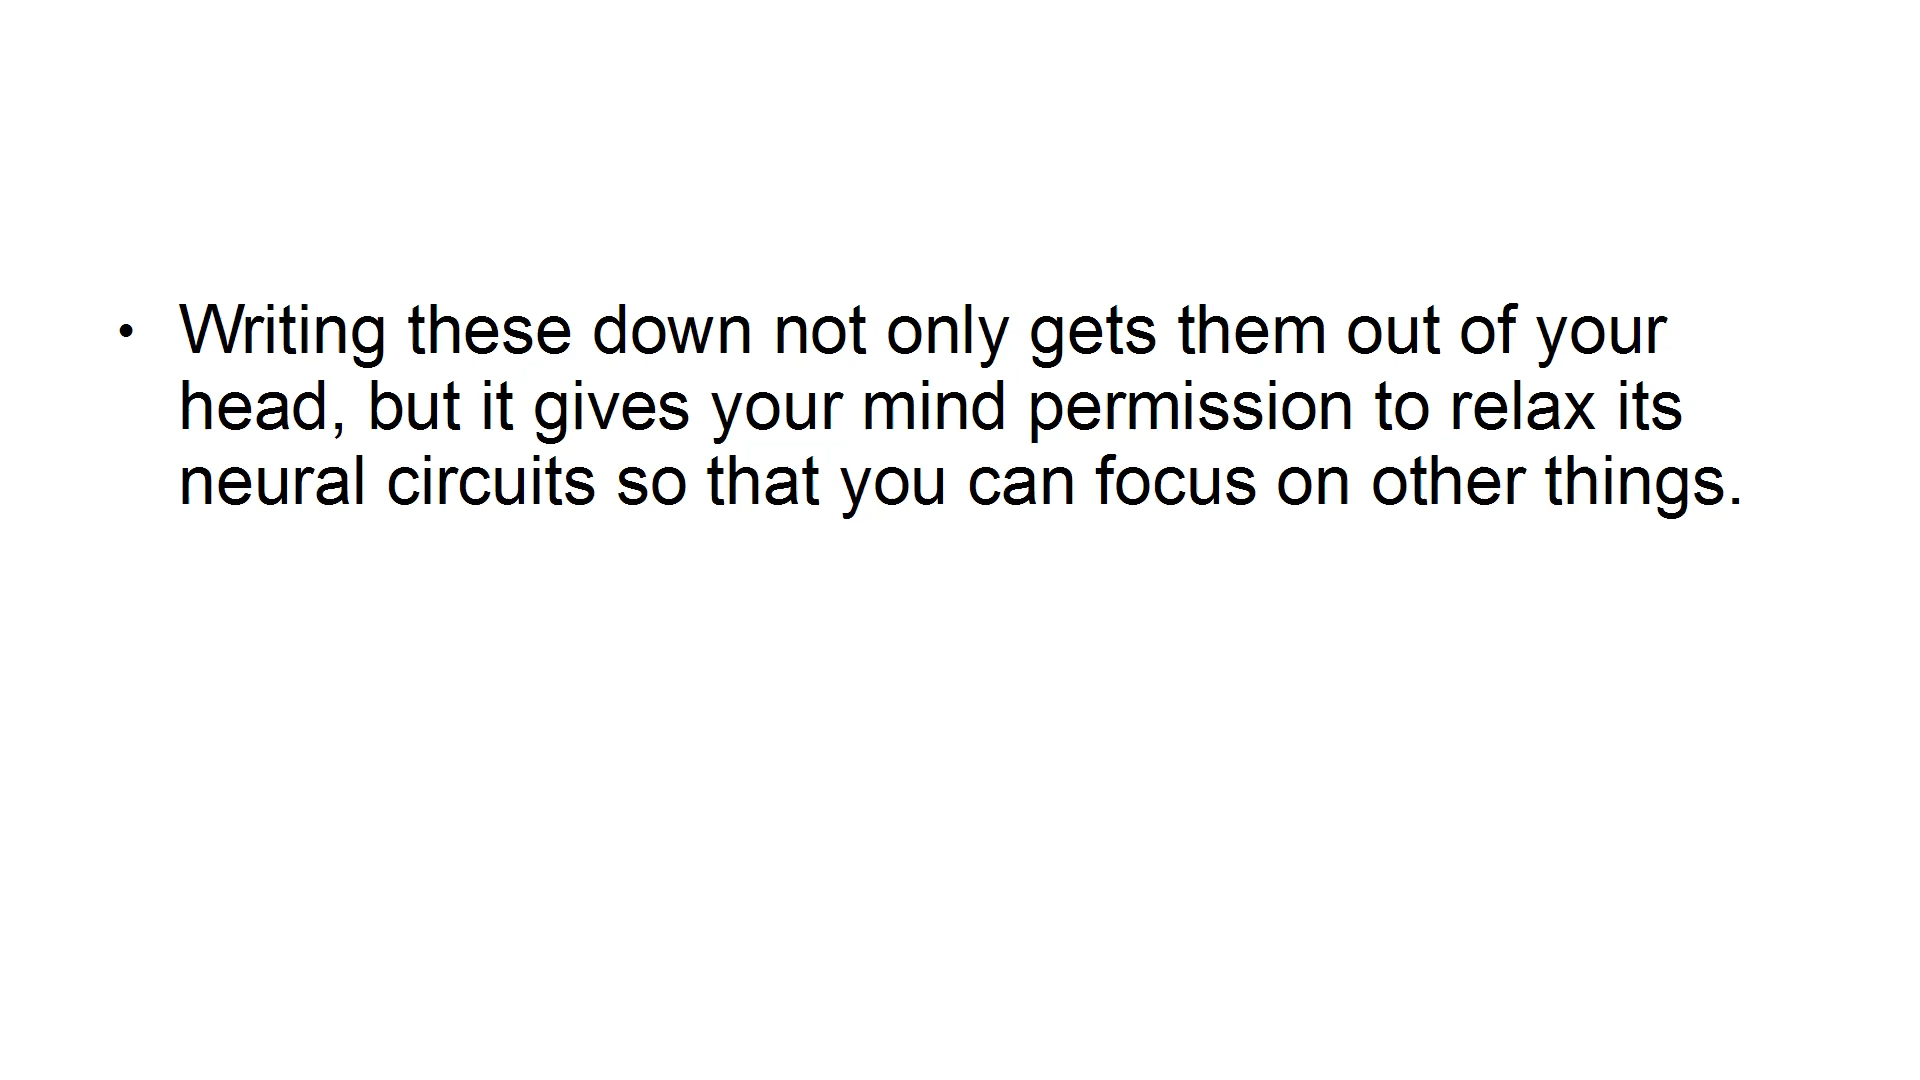 • Writing these down not only gets them out of your
head, but it gives your mind permission to relax its
neural circuits so that you can focus on other things.